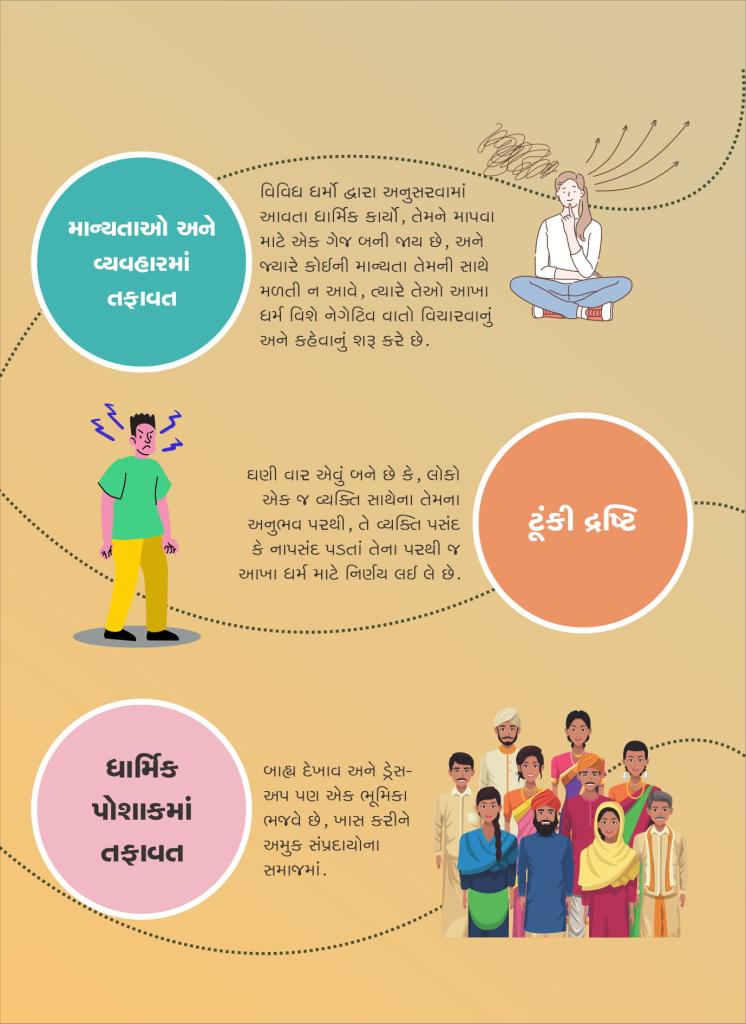 માન્યતાઓ અને
વ્યવહારમાં
તફાવત
વિવિધ ધર્મો દ્વારા અનુસરવામાં
આવતા ધાર્મિક કાર્યો, તેમને માપવા
માટે એક ગેજ બની જાય છે, અને
જ્યારે કોઈની માન્યતા તેમની સાથે
મળતી ન આવે, ત્યારે તેઓ આખા
ધર્મ વિશે નેગેટિવ વાતો વિચારવાનું
અને કહેવાનું શરૂ કરે છે.
ઘણી વાર એવું બને છે કે, લોકો
એક જ વ્યક્તિ સાથેના તેમના
અનુભવ પરથી, તે વ્યક્તિ પસંદ
કે નાપસંદ પડતાં તેના પરથી જ
આખા ધર્મ માટે નિર્ણય લઈ લે છે.
ટૂંકી દ્રષ્ટિ
ધાર્મિક
પોશાકમાં
તફાવત
બાહ્ય દેખાવ અને ડ્રેસ-
અપ પણ એક ભૂમિકા
ભજવે છે, ખાસ કરીને
અમુક સંપ્રદાયોના
સમાજમાં.